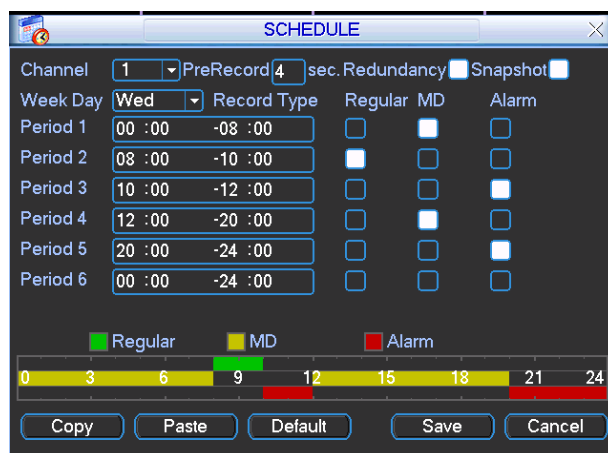 SCHEDULE
Channel 1 PreRecord 4 sec. Redundancy Snapshot
Week Day Wed Record Type Regular MD Alarm
Period 1 00 :00 -08 :00
Period 2 08 :00 -10 :00
Period 3 10 :00 -12 :00
Period 4 12 :00 -20 :00
Period 5 20 :00 -24 :00
Period 6 00 :00 -24 :00
Regular MD Alarm
0 3 6 9 12 15 18 21 24
Copy Paste Default Save Cancel